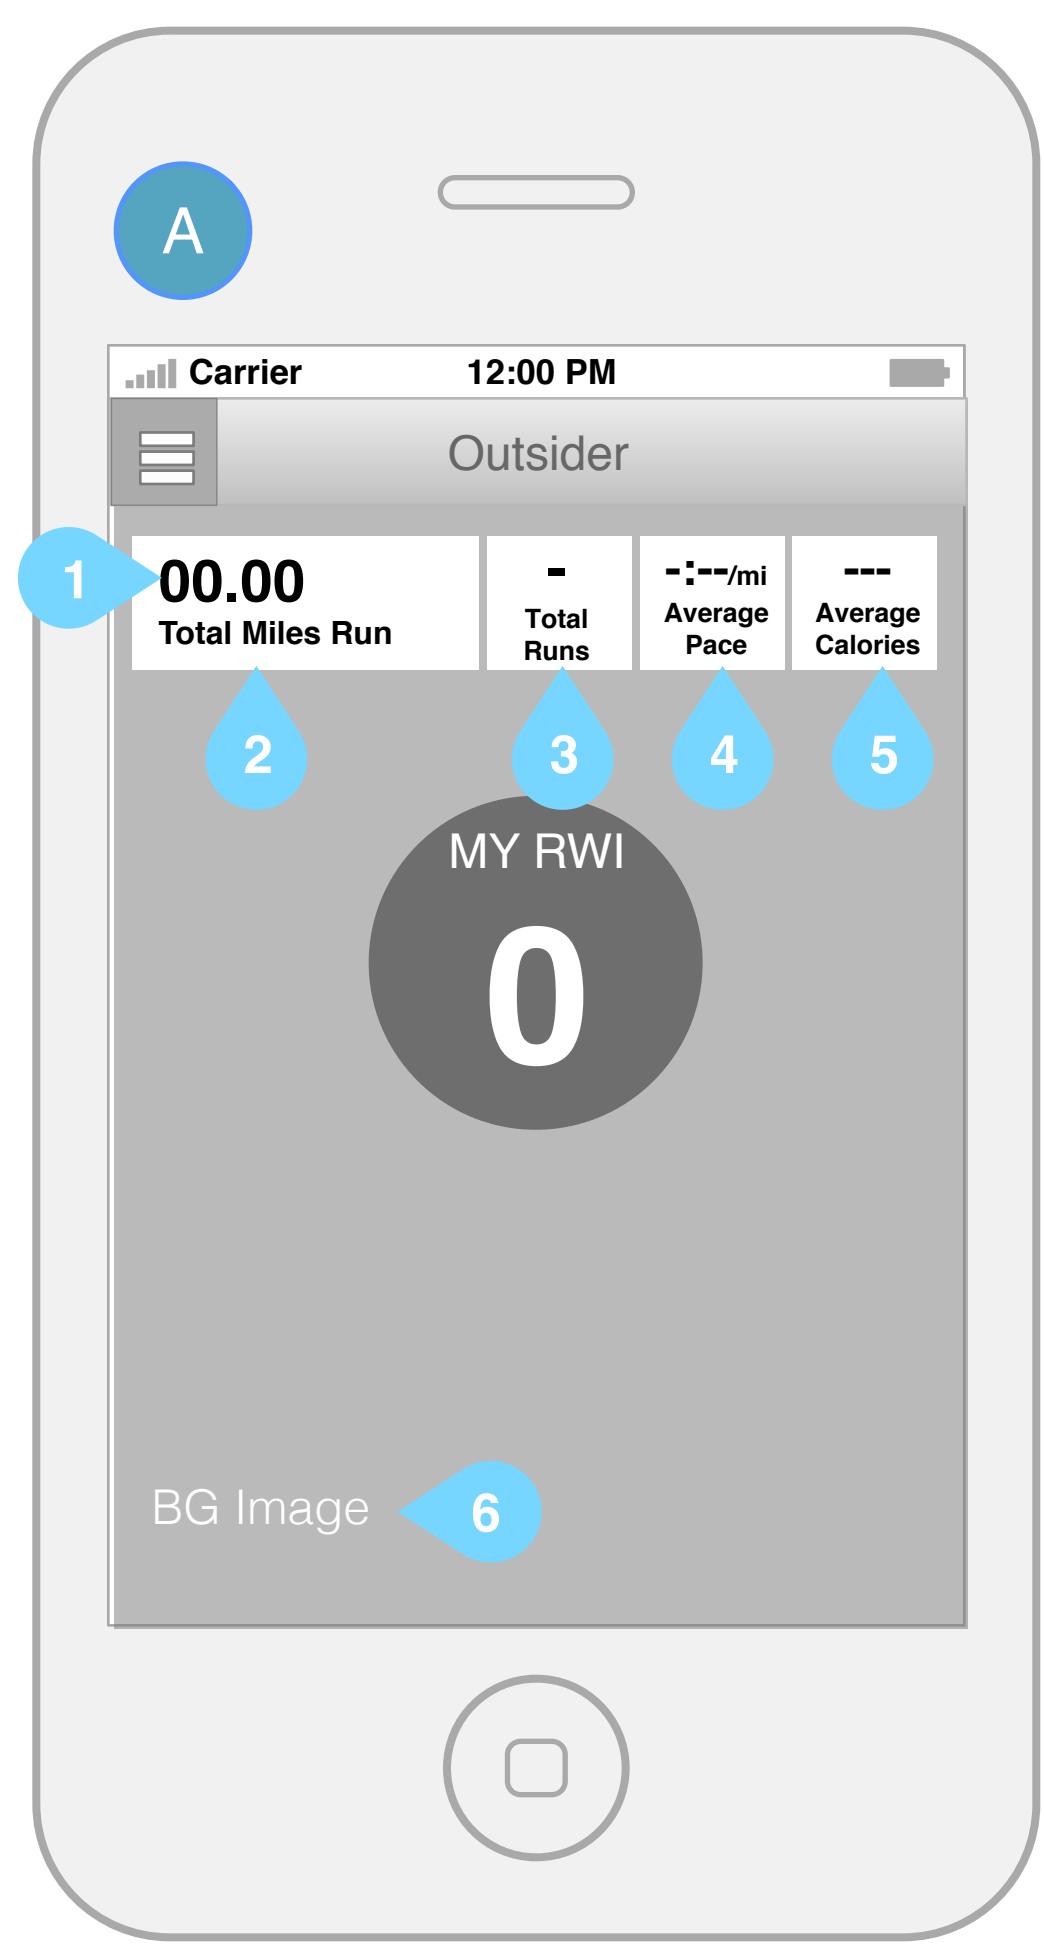 A
Carrier 12:00 PM
Outsider
1
00.00
Total Miles Run
-
Total
Runs
-:--/mi
Average
Pace
---
Average
Calories
2 3 4 5
MY RWI
0
BG Image 6